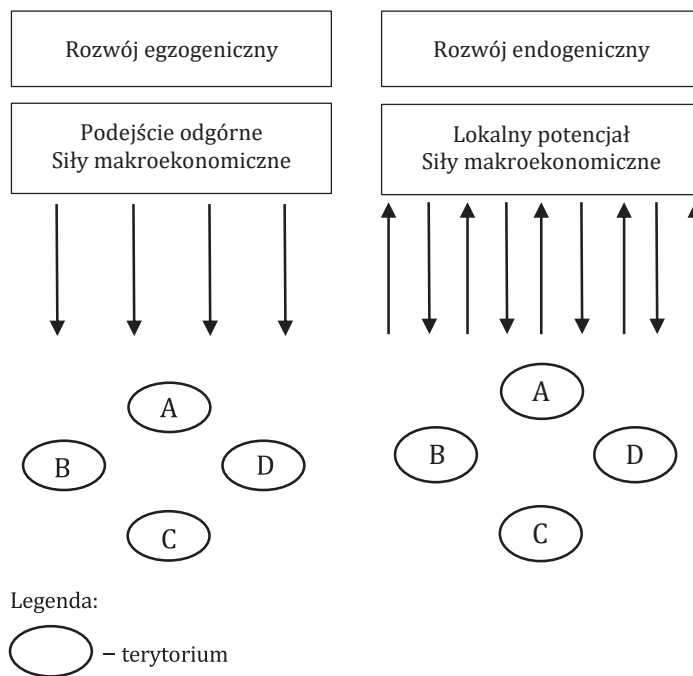 Rozwój egzogeniczny
Podejście odgórne
Siły makroekonomiczne
A
B
D
C
Rozwój endogeniczny
Lokalny potencjał
Siły makroekonomiczne
A
B
D
C
Legenda:
– terytorium